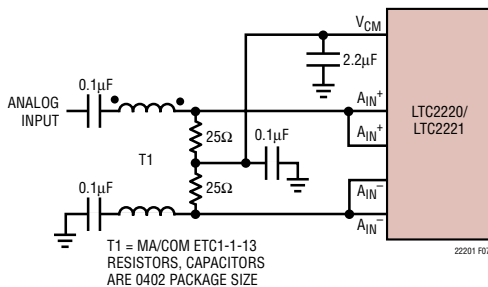 VCM
2.2µF
0.1µF
ANALOG
INPUT
AIN+
LTC2220/
LTC2221
25Ω
0.1µF
AIN+
T1
0.1µF
25Ω
AIN–
AIN–
T1 = MA/COM ETC1-1-13
RESISTORS, CAPACITORS
ARE 0402 PACKAGE SIZE
22201 F07